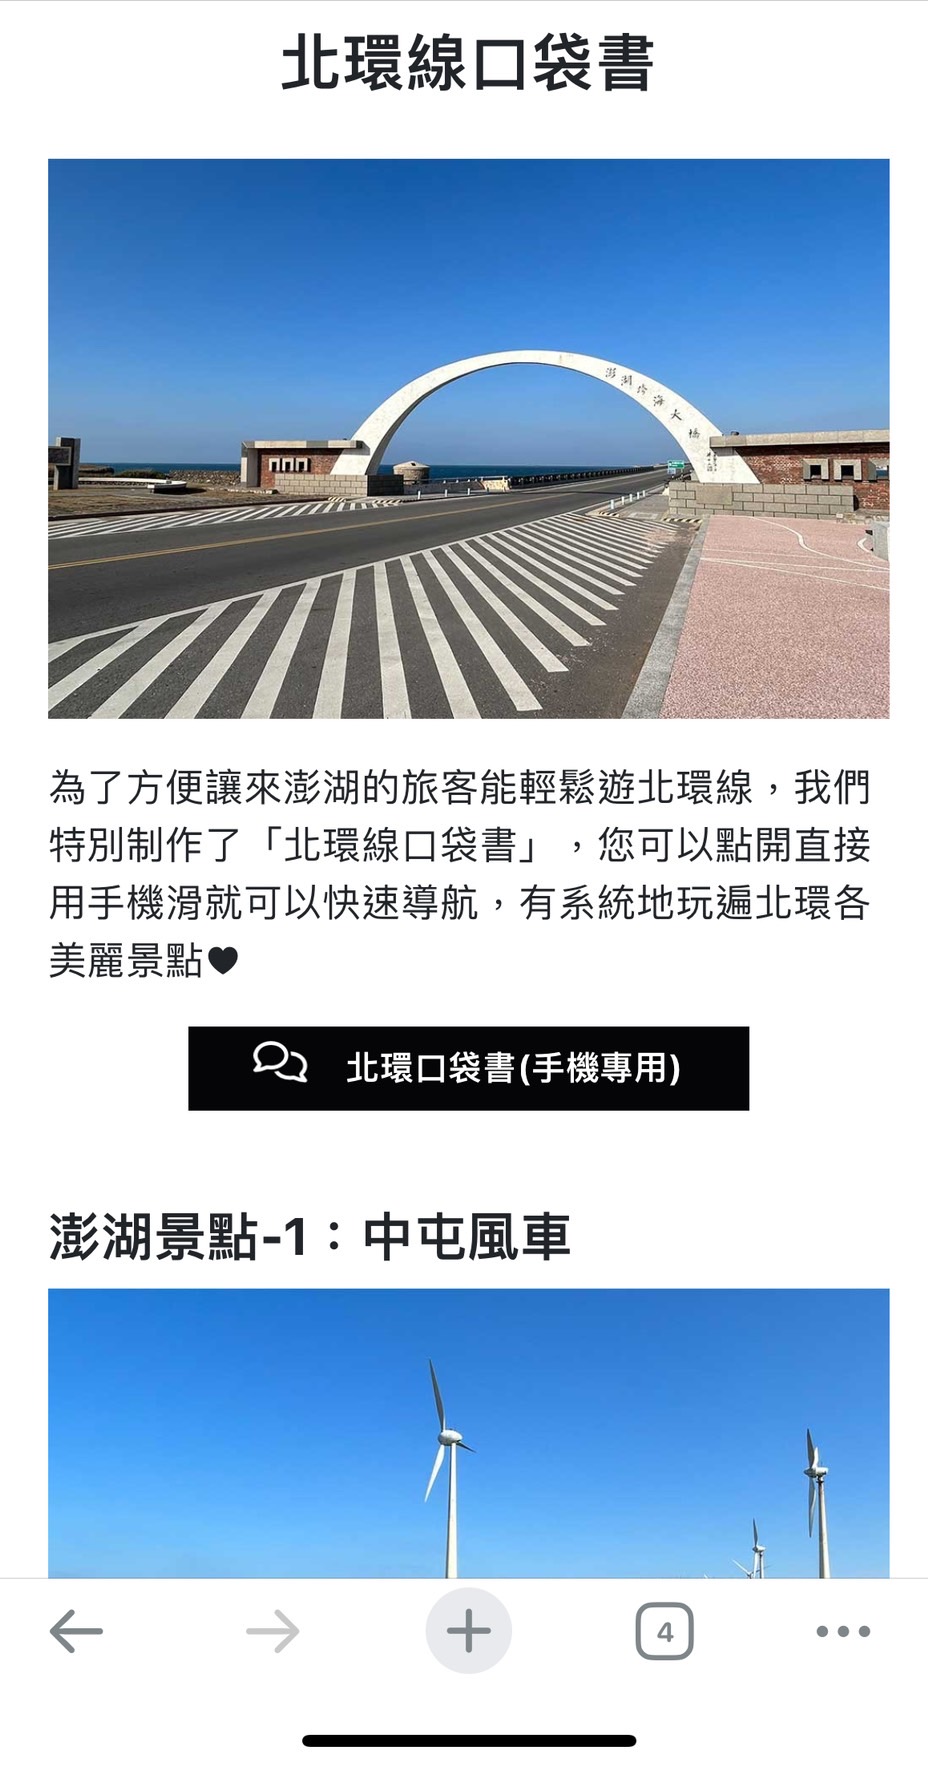 北環線口袋書
澎湖跨海大橋
為了方便讓來澎湖的旅客能輕鬆遊北環線，我們
特別制作了「北環線口袋書」，您可以點開直接
用手機滑就可以快速導航，有系統地玩遍北環各
美麗景點♥
北環口袋書(手機專用)
澎湖景點-1：中屯風車
4